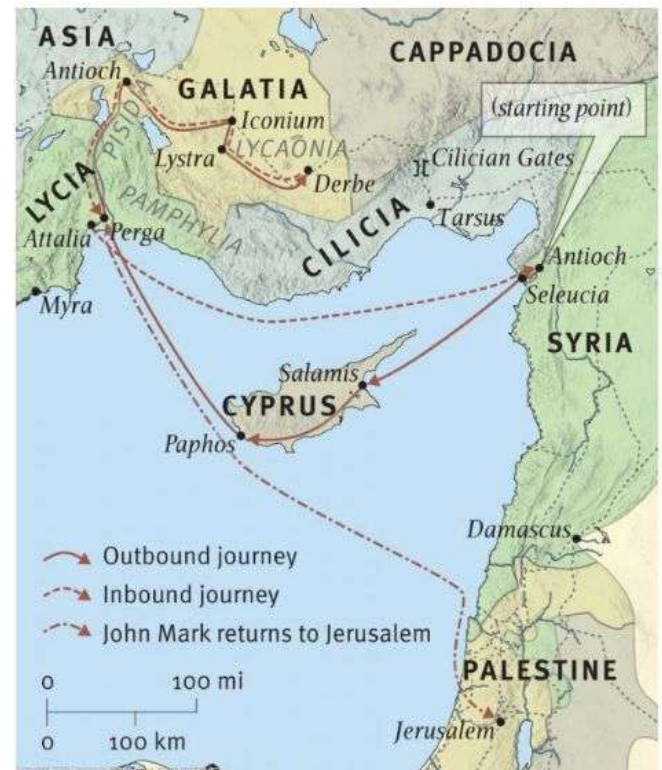 ASIA
CAPPADOCIA
Antioch
GALATIA
(starting point)
Iconium
PISIDIA
LYCAONIA
Lystra
Cilician Gates
Derbe
LYCIA
PAMPHYLIA
CILICIA
Tarsus
Attalia
Perga
Antioch
Seleucia
Myra
SYRIA
Salamis
CYPRUS
Paphos
Damascus
Outbound journey
Inbound journey
John Mark returns to Jerusalem
PALESTINE
0 100 mi
0 100 km
Jerusalem